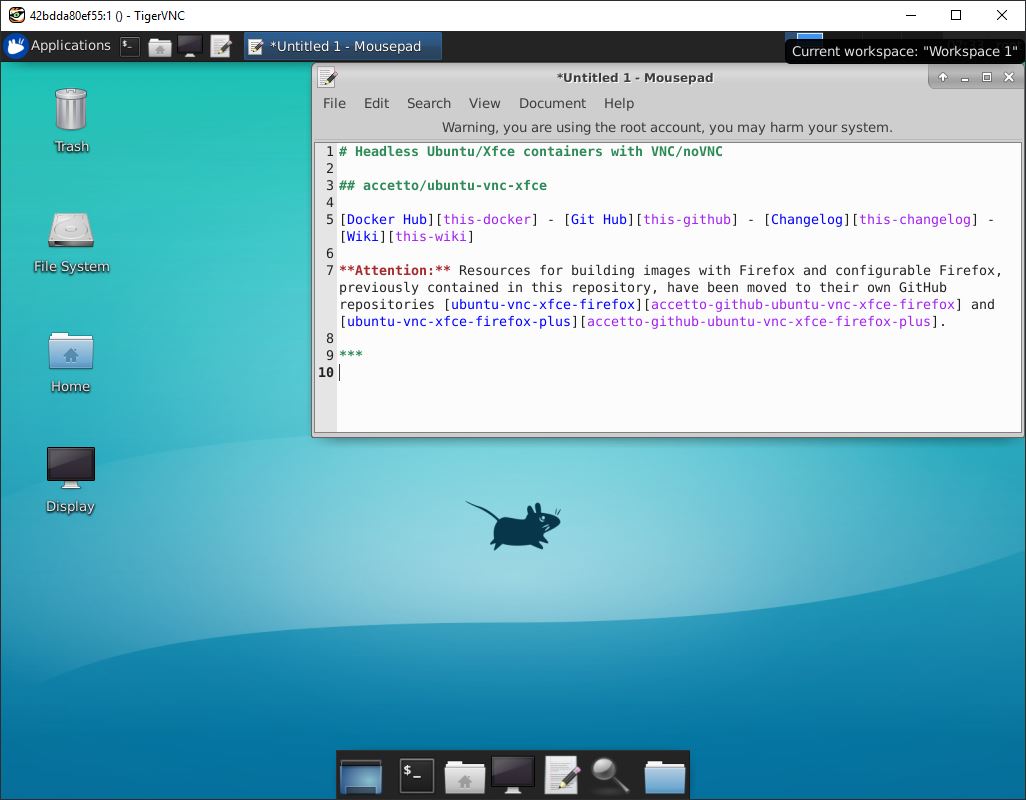 42bdda80ef55:1 () - TigerVNC
Applications
*Untitled 1 - Mousepad
Current workspace: "Workspace 1"
*Untitled 1 - Mousepad
File Edit Search View Document Help
Warning, you are using the root account, you may harm your system.
1 # Headless Ubuntu/Xfce containers with VNC/noVNC
2
3 ## accetto/ubuntu-vnc-xfce
4
5 [Docker Hub][this-docker] - [Git Hub][this-github] - [Changelog][this-changelog] -
[Wiki][this-wiki]
6
7 **Attention:** Resources for building images with Firefox and configurable Firefox,
previously contained in this repository, have been moved to their own GitHub
repositories [ubuntu-vnc-xfce-firefox][accetto-github-ubuntu-vnc-xfce-firefox] and
[ubuntu-vnc-xfce-firefox-plus][accetto-github-ubuntu-vnc-xfce-firefox-plus].
8
9 ***
10
Trash
File System
Home
Display
$_